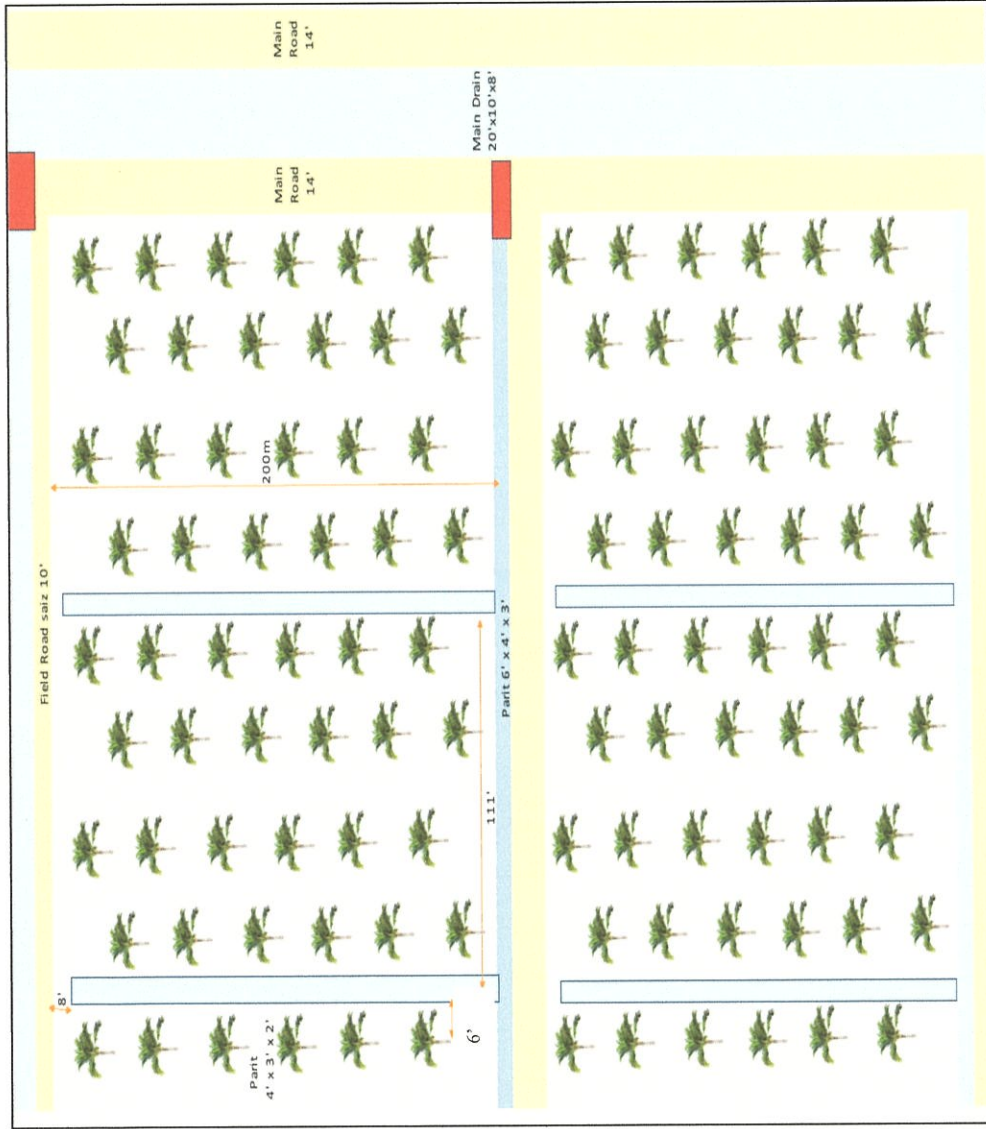 Main
Road
14'
Main Drain
20'x10'x8'
Main
Road
14'
Field Road saiz 10'
200m
Parit 6' x 4' x 3'
111'
8'
Parit
4' x 3' x 2'
6'